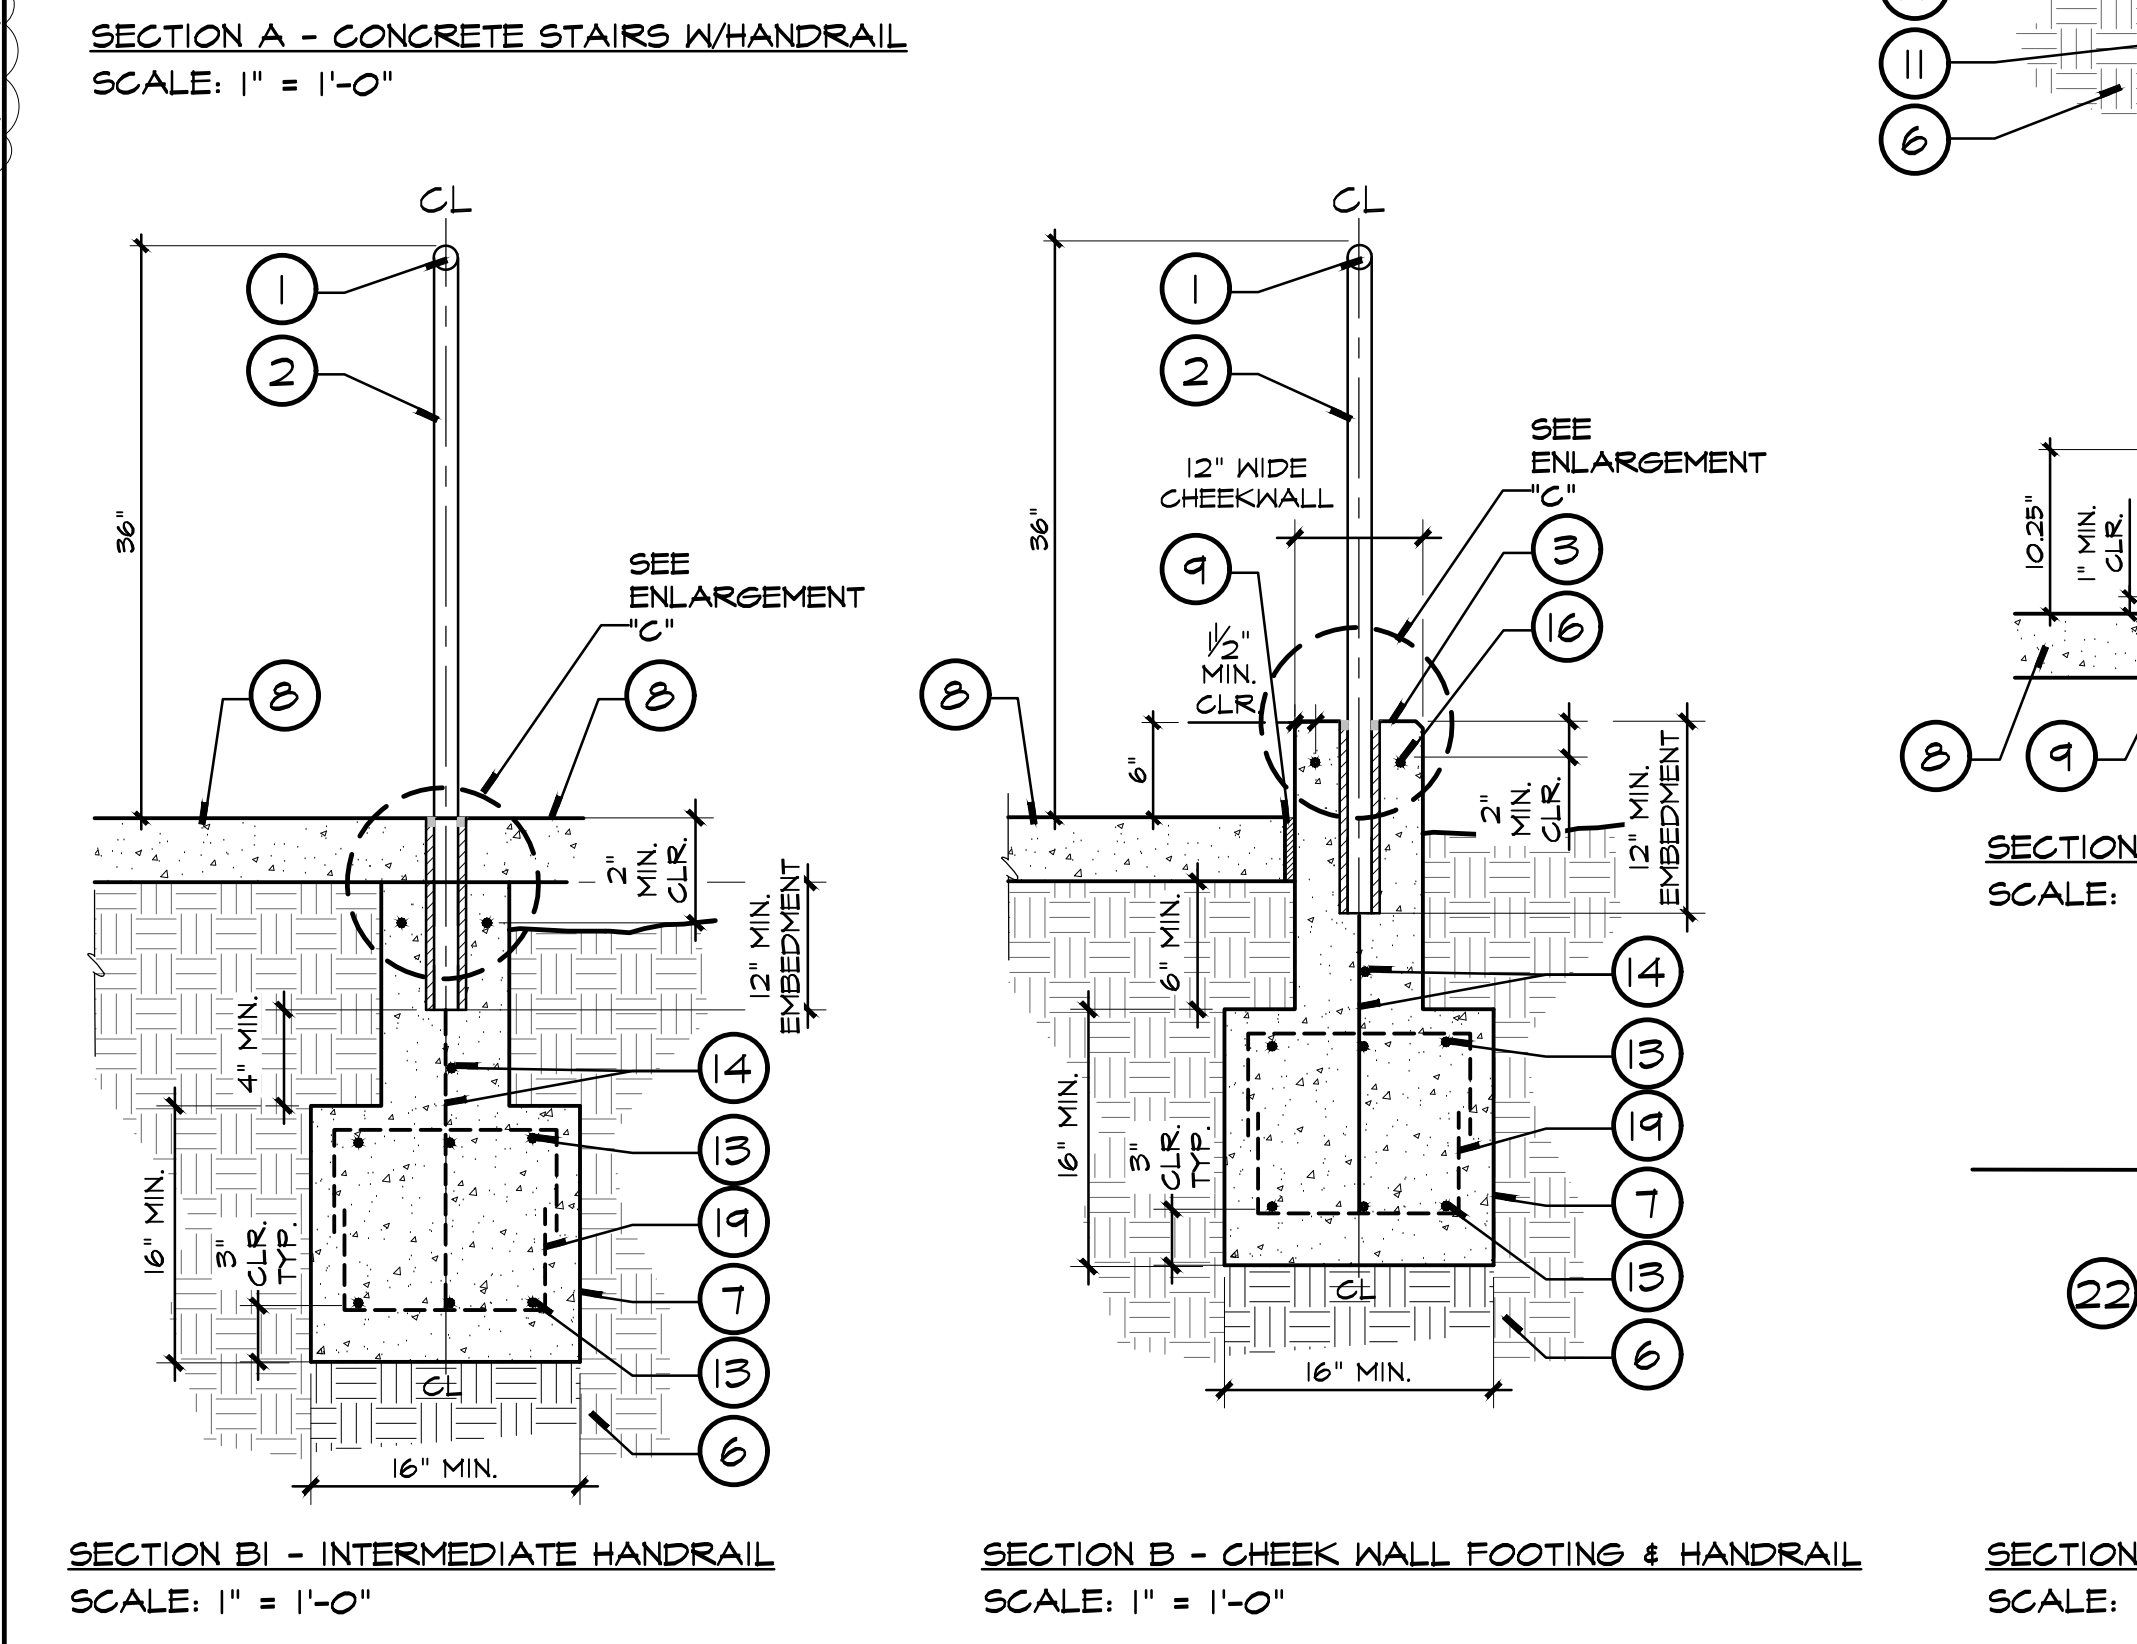 SECTION A - CONCRETE STAIRS W/HANDRAIL
SCALE: 1" = 1'-0"
11
6
CL
1
2
36"
SEE
ENLARGEMENT
"C"
8
8
2"
MIN.
CLR.
12" MIN.
EMBEDMENT
4" MIN.
16" MIN.
3"
CLR.
TYP.
14
13
19
7
13
6
CL
16" MIN.
SECTION B1 - INTERMEDIATE HANDRAIL
SCALE: 1" = 1'-0"
CL
1
2
36"
12" WIDE
CHEEKWALL
9
SEE
ENLARGEMENT
"C"
3
16
1/2"
MIN.
CLR.
8
6"
2"
MIN.
CLR.
12" MIN.
EMBEDMENT
6" MIN.
16" MIN.
3"
CLR.
TYP.
14
13
19
7
13
6
CL
16" MIN.
SECTION B - CHEEK WALL FOOTING & HANDRAIL
SCALE: 1" = 1'-0"
10.25"
1" MIN.
CLR.
8
9
SECTION
SCALE:
22
SECTION
SCALE: